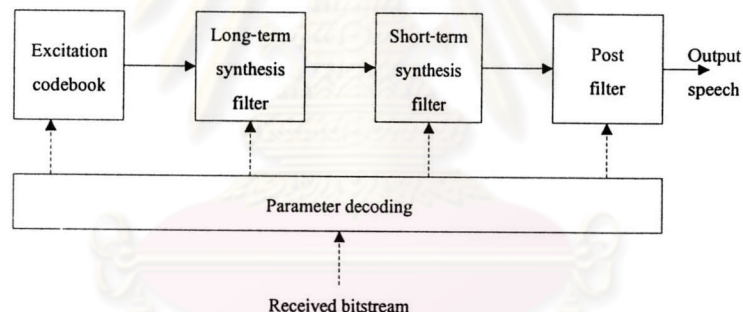 Excitation
codebook
Long-term
synthesis
filter
Short-term
synthesis
filter
Post
filter
Output
speech
Parameter decoding
Received bitstream